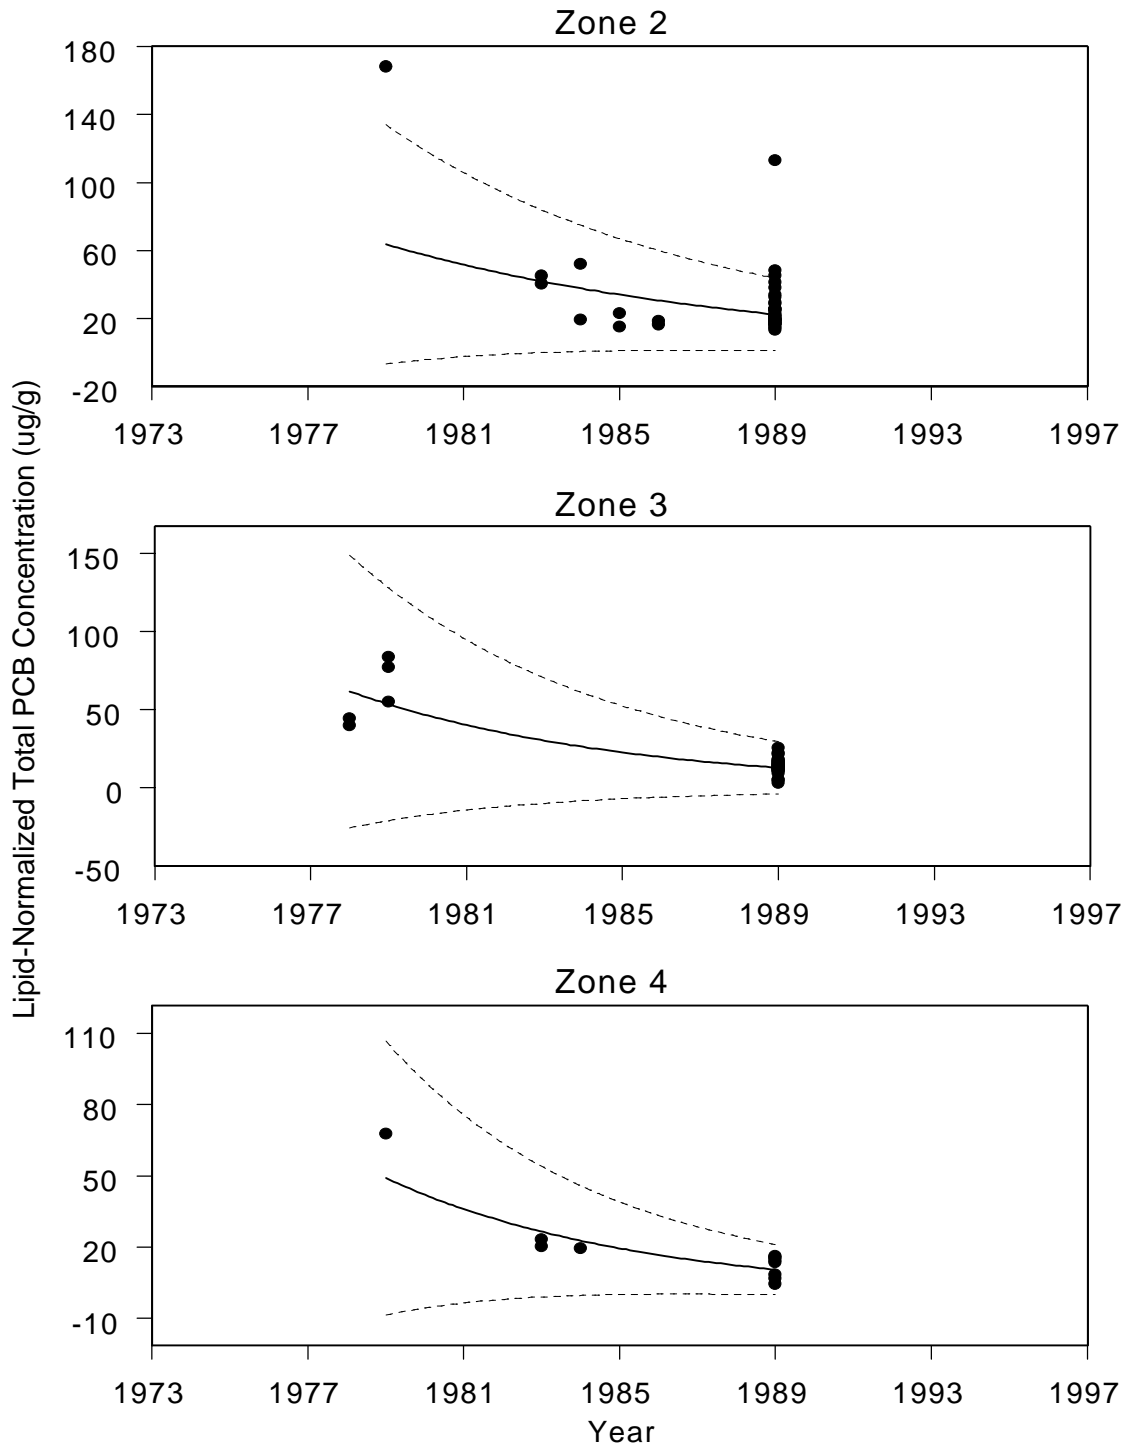 Zone 2
180
140
100
60
20
-20
1973 1977 1981 1985 1989 1993 1997
Lipid-Normalized Total PCB Concentration (ug/g)
Zone 3
150
100
50
0
-50
1973 1977 1981 1985 1989 1993 1997
Zone 4
110
80
50
20
-10
1973 1977 1981 1985 1989 1993 1997
Year